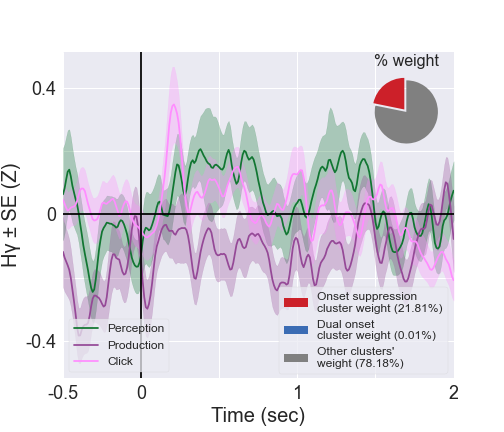 % weight
0.4
0
-0.4
Hγ ± SE (Z)
Perception
Production
Click
Onset suppression
cluster weight (21.81%)
Dual onset
cluster weight (0.01%)
Other clusters'
weight (78.18%)
-0.5
0
1
2
Time (sec)